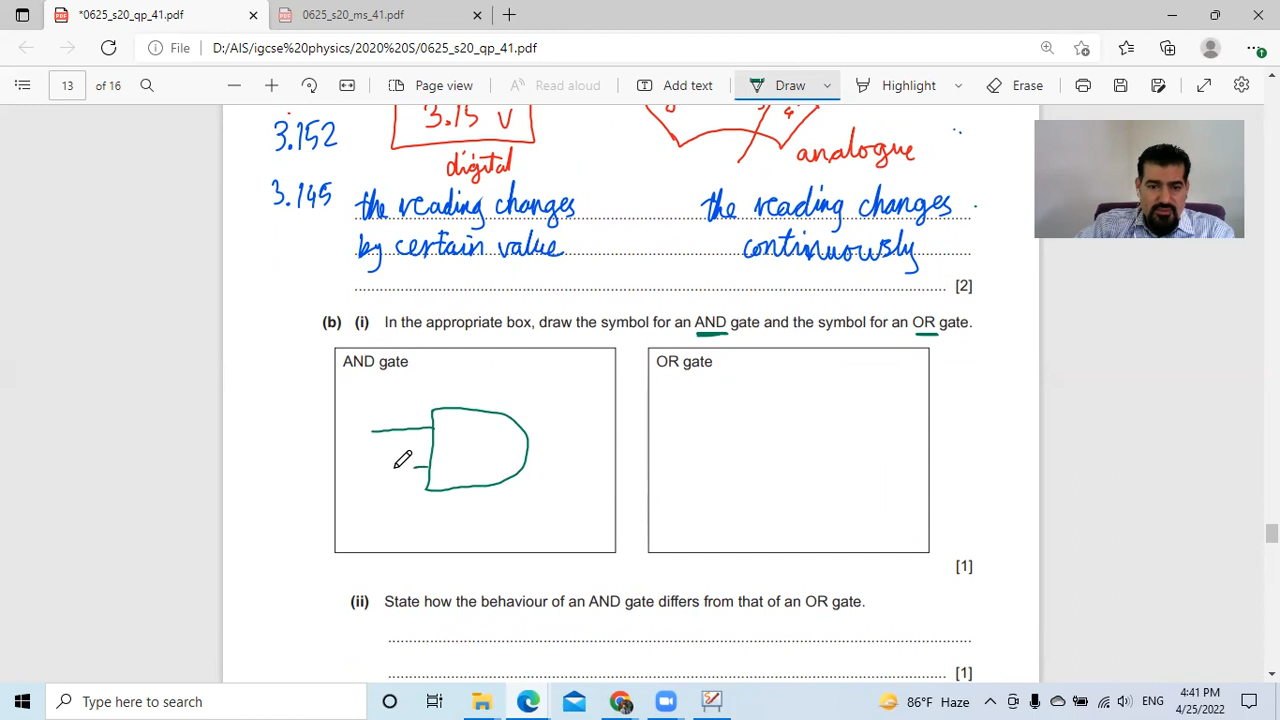 *0625_s20_qp_41.pdf
0625_s20_ms_41.pdf
File
D:/AIS/igcse%20physics/2020%20S/0625_s20_qp_41.pdf
13 of 16
Page view
Read aloud
Add text
Draw
Highlight
Erase
3.152
3.15 V
digital
analogue
3.145
the reading changes
by certain value
the reading changes
continuously
[2]
(b) (i) In the appropriate box, draw the symbol for an AND gate and the symbol for an OR gate.
AND gate
OR gate
[1]
(ii) State how the behaviour of an AND gate differs from that of an OR gate.
[1]
Type here to search
86°F Haze
ENG
4:41 PM
4/25/2022